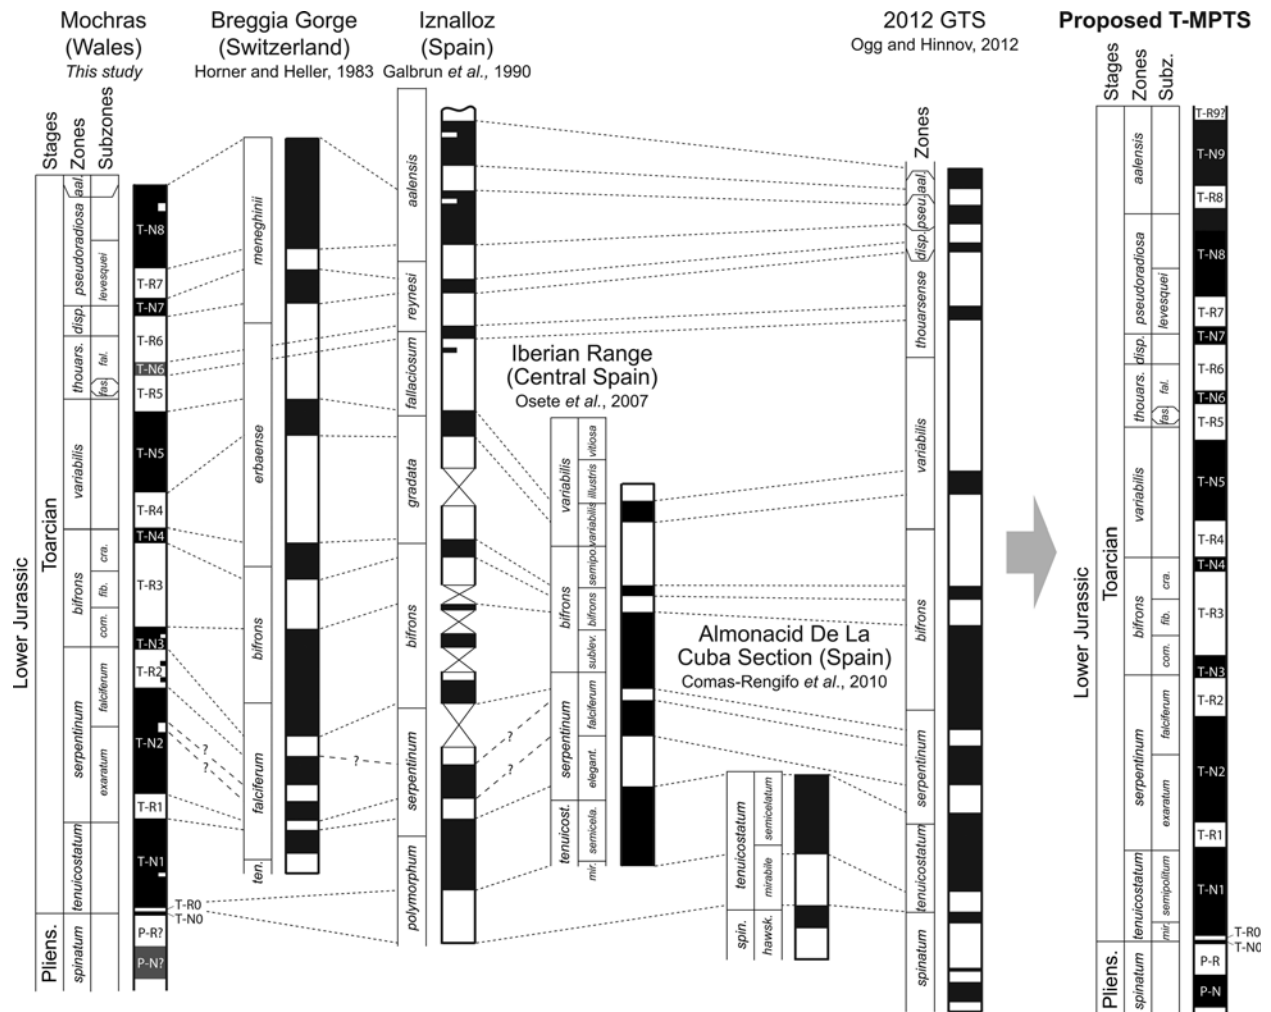 Mochras
(Wales)
This study
Breggia Gorge
(Switzerland)
Horner and Heller, 1983
Iznalloz
(Spain)
Galbrun et al., 1990
2012 GTS
Ogg and Hinnov, 2012
Proposed T-MPTS
Stages
Zones
Subzones
Lower Jurassic
Toarcian
Pliens.
aal.
pseudoradiosa
disp.
thouars.
variabilis
bifrons
serpentinum
tenuicostatum
spinatum
levesquei
fal.
fas.
cra.
fib.
com.
falciferum
exaratum
T-N8
T-R7
T-N7
T-R6
T-N6
T-R5
T-N5
T-R4
T-N4
T-R3
T-N3
T-R2
T-N2
T-R1
T-N1
T-R0
T-N0
P-R?
P-N?
meneghinii
erbaense
bifrons
falciferum
ten.
?
?
?
aalensis
reynesi
fallaciosum
gradata
bifrons
serpentinum
polymorphum
?
?
Iberian Range
(Central Spain)
Osete et al., 2007
variabilis
bifrons
serpentinum
tenuicost.
vitiosa
illustris
variabilis
semipo.
bifrons
sublev.
falciferum
elegant.
semicela.
mir.
Almonacid De La
Cuba Section (Spain)
Comas-Rengifo et al., 2010
tenuicostatum
spin.
semicelatum
mirabile
hawsk.
Zones
aal.
pseu.
disp.
thouarsense
variabilis
bifrons
serpentinum
tenuicostatum
spinatum
Stages
Zones
Subz.
Lower Jurassic
Toarcian
Pliens.
aalensis
pseudoradiosa
disp.
thouars.
variabilis
bifrons
serpentinum
tenuicostatum
spinatum
levesquei
fal.
fas.
cra.
fib.
com.
falciferum
exaratum
semipolitum
mir.
T-R9?
T-N9
T-R8
T-N8
T-R7
T-N7
T-R6
T-N6
T-R5
T-N5
T-R4
T-N4
T-R3
T-N3
T-R2
T-N2
T-R1
T-N1
T-R0
T-N0
P-R
P-N